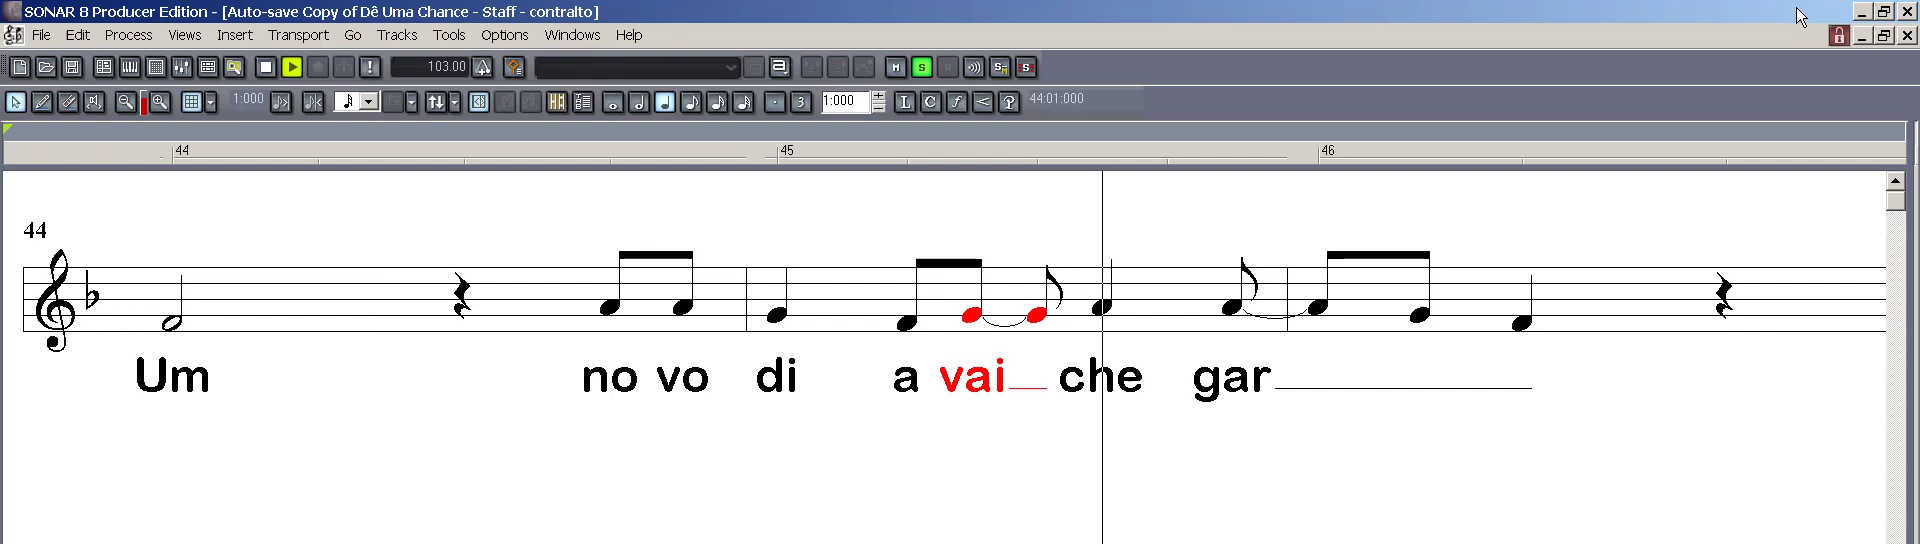 SONAR 8 Producer Edition - [Auto-save Copy of Dê Uma Chance - Staff - contralto]
File Edit Process Views Insert Transport Go Tracks Tools Options Windows Help
103.00 M S R
1:000 3 1:000 L C f 44:01:000
44 45 46
44
Um no vo di a vai che gar